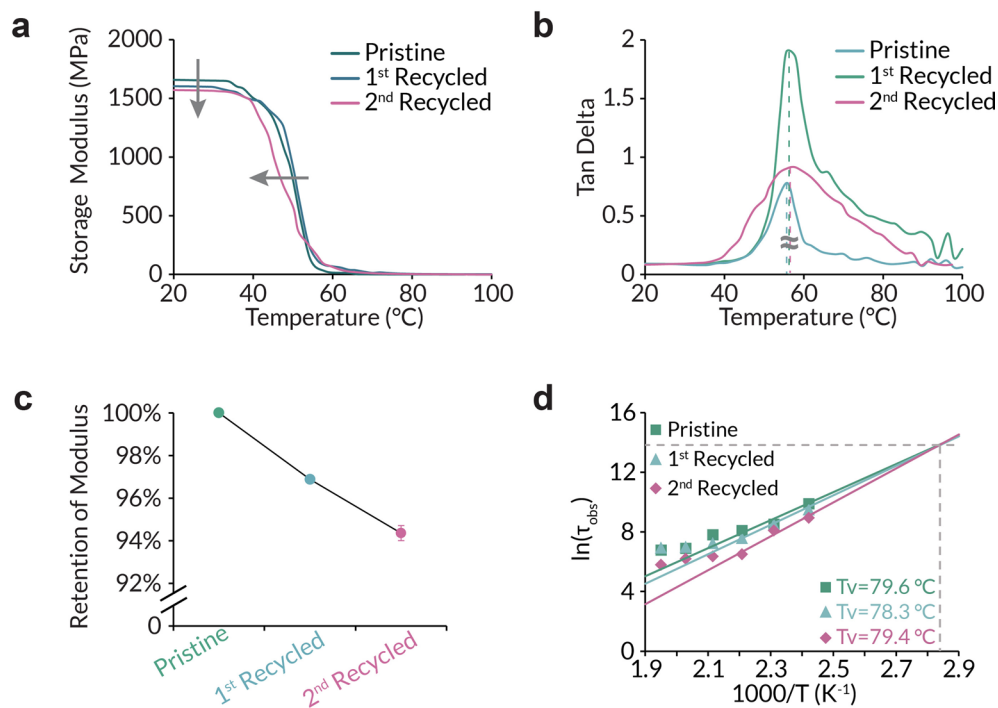 a
2000
1500
1000
500
0
Storage Modulus (MPa)
Pristine
1st Recycled
2nd Recycled
20 40 60 80 100
Temperature (°C)
b
2
1.5
1
0.5
0
Tan Delta
Pristine
1st Recycled
2nd Recycled
≈
20 40 60 80 100
Temperature (°C)
c
100%
98%
96%
94%
92%
0
Retention of Modulus
Pristine
1st Recycled
2nd Recycled
d
16
12
8
4
0
ln(τobs)
Pristine
1st Recycled
2nd Recycled
Tv=79.6 °C
Tv=78.3 °C
Tv=79.4 °C
1.9 2.1 2.3 2.5 2.7 2.9
1000/T (K-1)